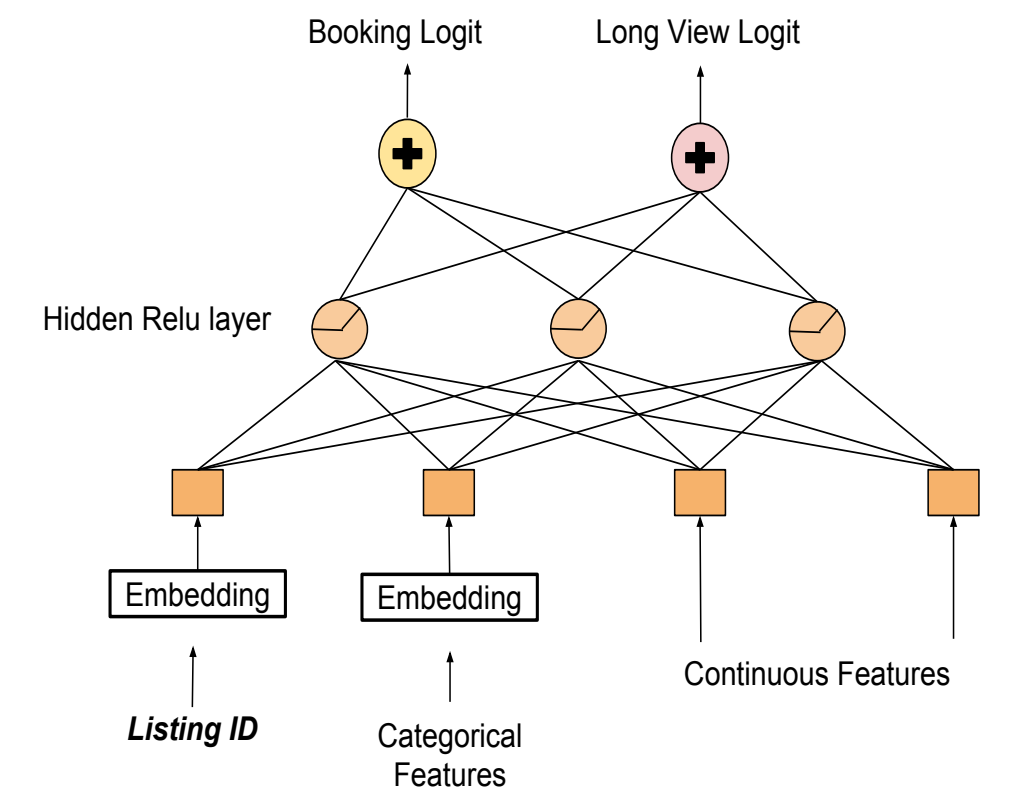 Booking Logit
Long View Logit
Hidden Relu layer
Embedding
Embedding
Continuous Features
Listing ID
Categorical
Features